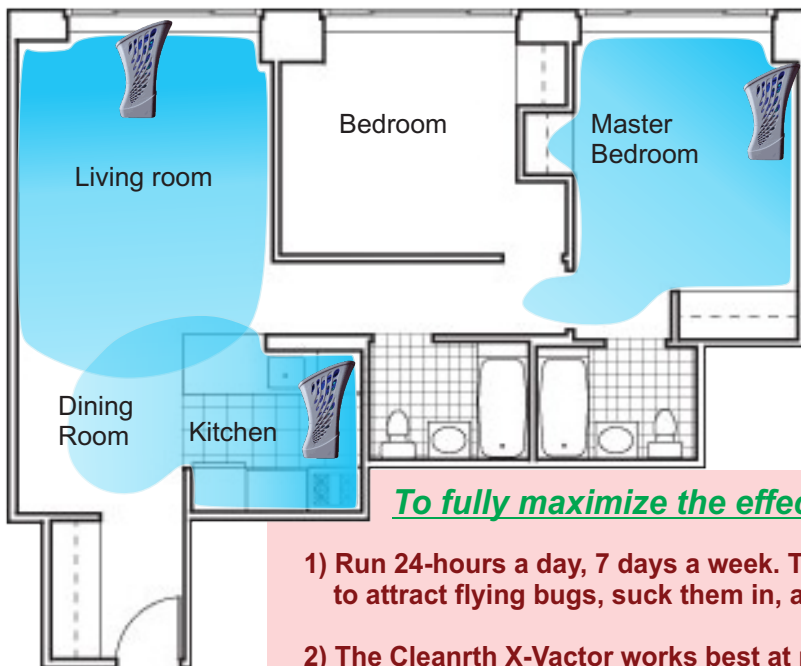 Living room
Bedroom
Master
Bedroom
Dining
Room
Kitchen
To fully maximize the
1) Run 24-hours a day, 7 days a week.
to attract flying bugs, suck them in,
2) The Cleanrth X-Vactor works best at